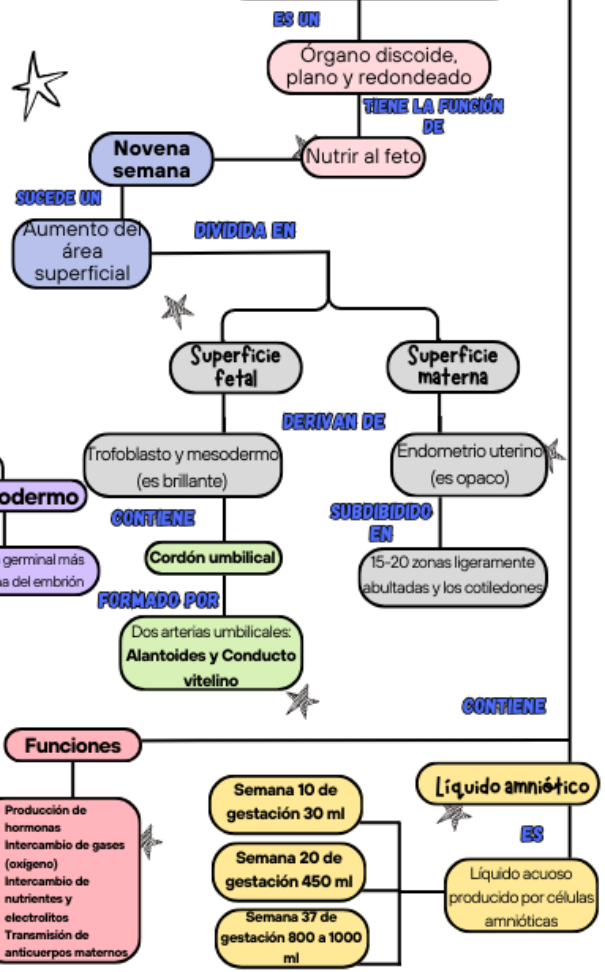 ES UN
Órgano discoide,
plano y redondeado
TIENE LA FUNCIÓN
DE
Nutrir al feto
Novena
semana
SUCEDE UN
Aumento del
área
superficial
DIVIDIDA EN
Superficie
fetal
Superficie
materna
DERIVAN DE
Trofoblasto y mesodermo
(es brillante)
Endometrio uterino
(es opaco)
CONTIENE
SUBDIBIDIDO
EN
odermo
germinal más
na del embrión
Cordón umbilical
15-20 zonas ligeramente
abultadas y los cotiledones
FORMADO POR
Dos arterias umbilicales:
Alantoides y Conducto
vitelino
CONTIENE
Funciones
Producción de
hormonas
Intercambio de gases
(oxígeno)
Intercambio de
nutrientes y
electrolitos
Transmisión de
anticuerpos maternos
Semana 10 de
gestación 30 ml
Semana 20 de
gestación 450 ml
Semana 37 de
gestación 800 a 1000
ml
Líquido amniótico
ES
Líquido acuoso
producido por células
amnióticas